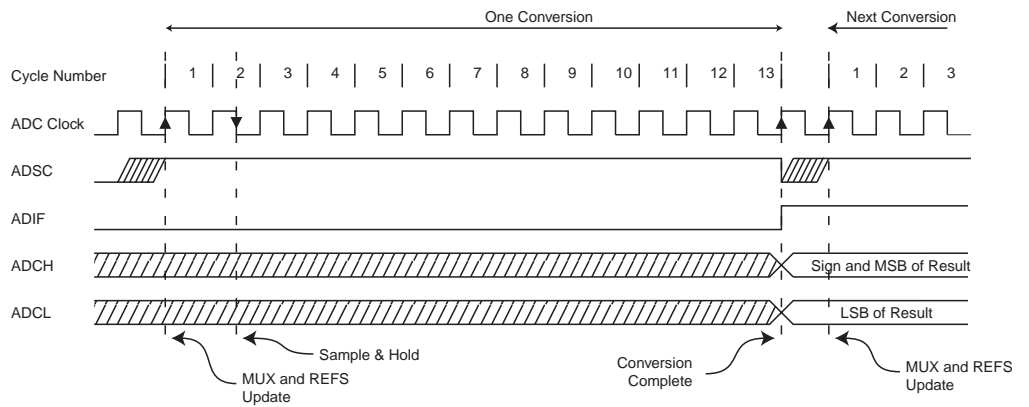 One Conversion
Next Conversion
Cycle Number
1 2 3 4 5 6 7 8 9 10 11 12 13 1 2 3
ADC Clock
ADSC
ADIF
ADCH
Sign and MSB of Result
ADCL
LSB of Result
Sample & Hold
MUX and REFS
Update
Conversion
Complete
MUX and REFS
Update